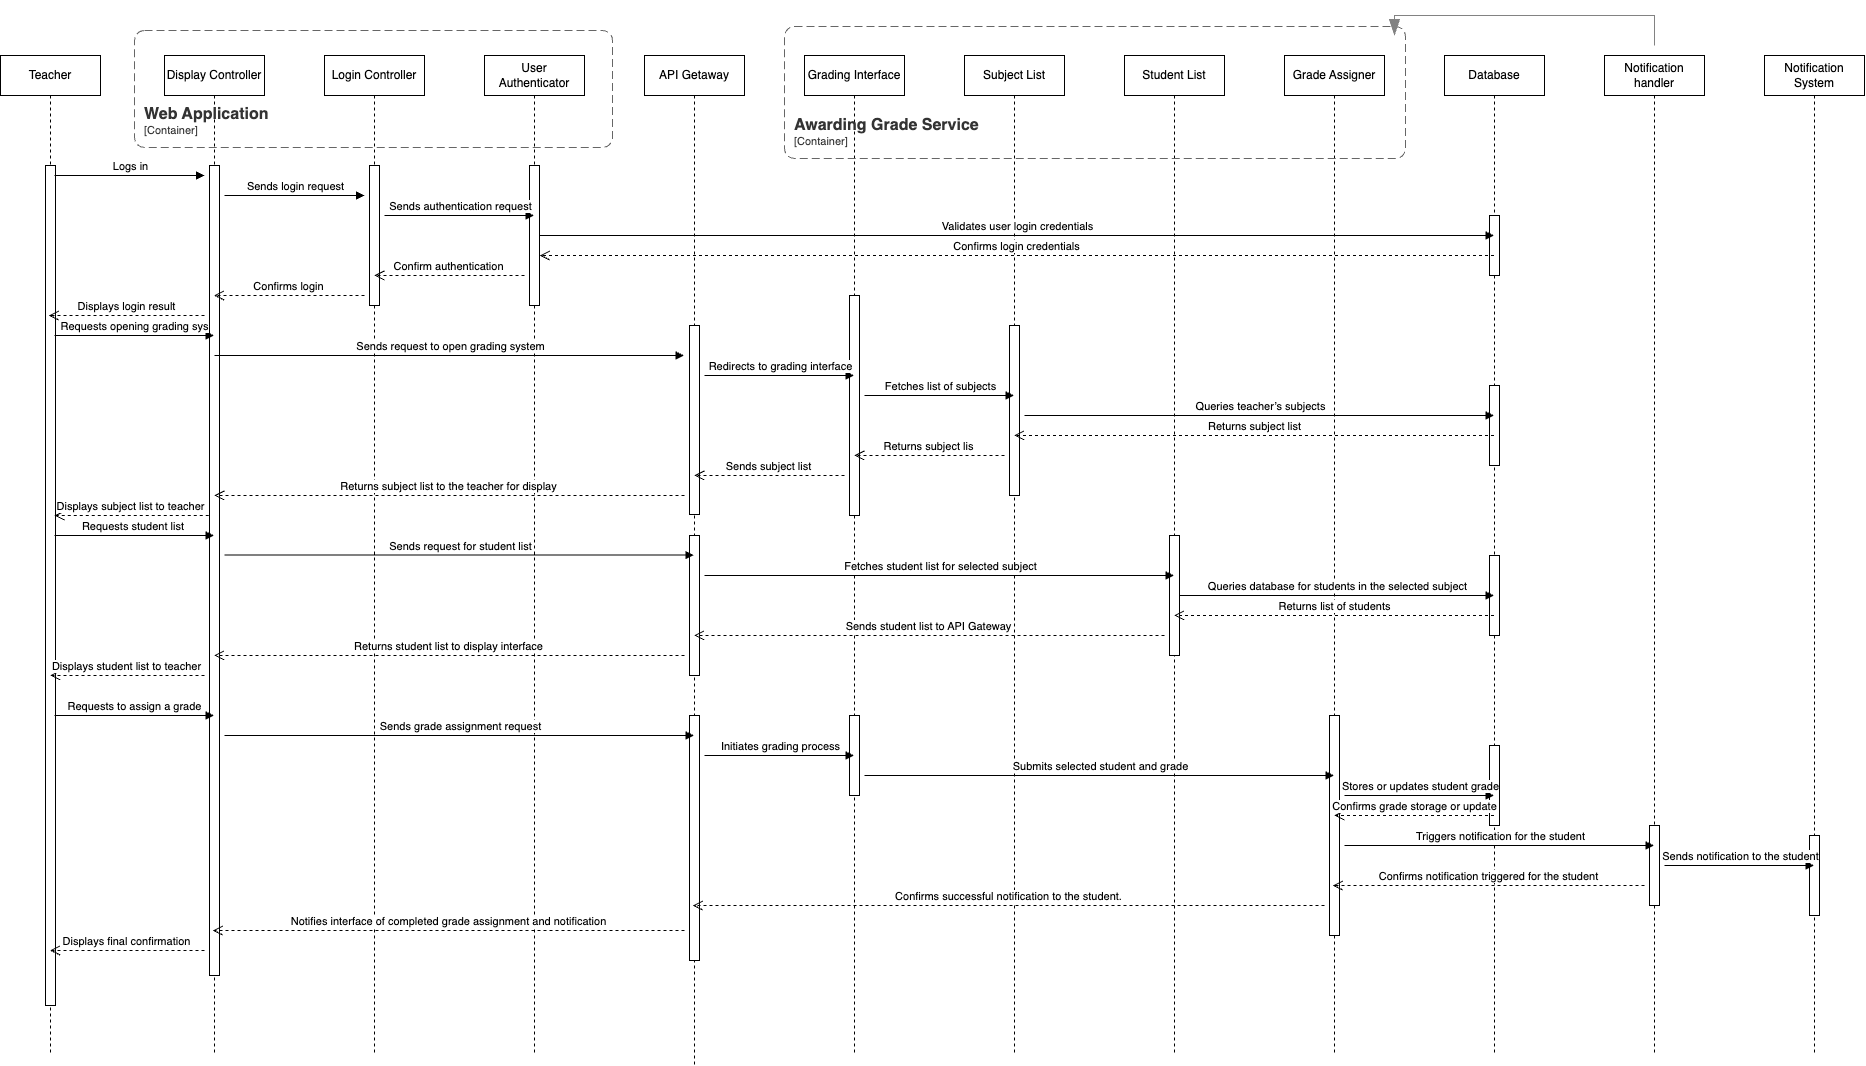 Teacher
Display Controller
Login Controller
User
Authenticator
API Getaway
Grading Interface
Subject List
Student List
Grade Assigner
Database
Notification
handler
Notification
System
Web Application
[Container]
Awarding Grade Service
[Container]
Logs in
Sends login request
Sends authentication request
Validates user login credentials
Confirms login credentials
Confirm authentication
Confirms login
Displays login result
Requests opening grading sys
Sends request to open grading system
Redirects to grading interface
Fetches list of subjects
Queries teacher's subjects
Returns subject list
Returns subject lis
Sends subject list
Returns subject list to the teacher for display
Displays subject list to teacher
Requests student list
Sends request for student list
Fetches student list for selected subject
Queries database for students in the selected subject
Returns list of students
Sends student list to API Gateway
Returns student list to display interface
Displays student list to teacher
Requests to assign a grade
Sends grade assignment request
Initiates grading process
Submits selected student and grade
Stores or updates student grade
Confirms grade storage or update
Triggers notification for the student
Sends notification to the student
Confirms notification triggered for the student
Confirms successful notification to the student.
Notifies interface of completed grade assignment and notification
Displays final confirmation